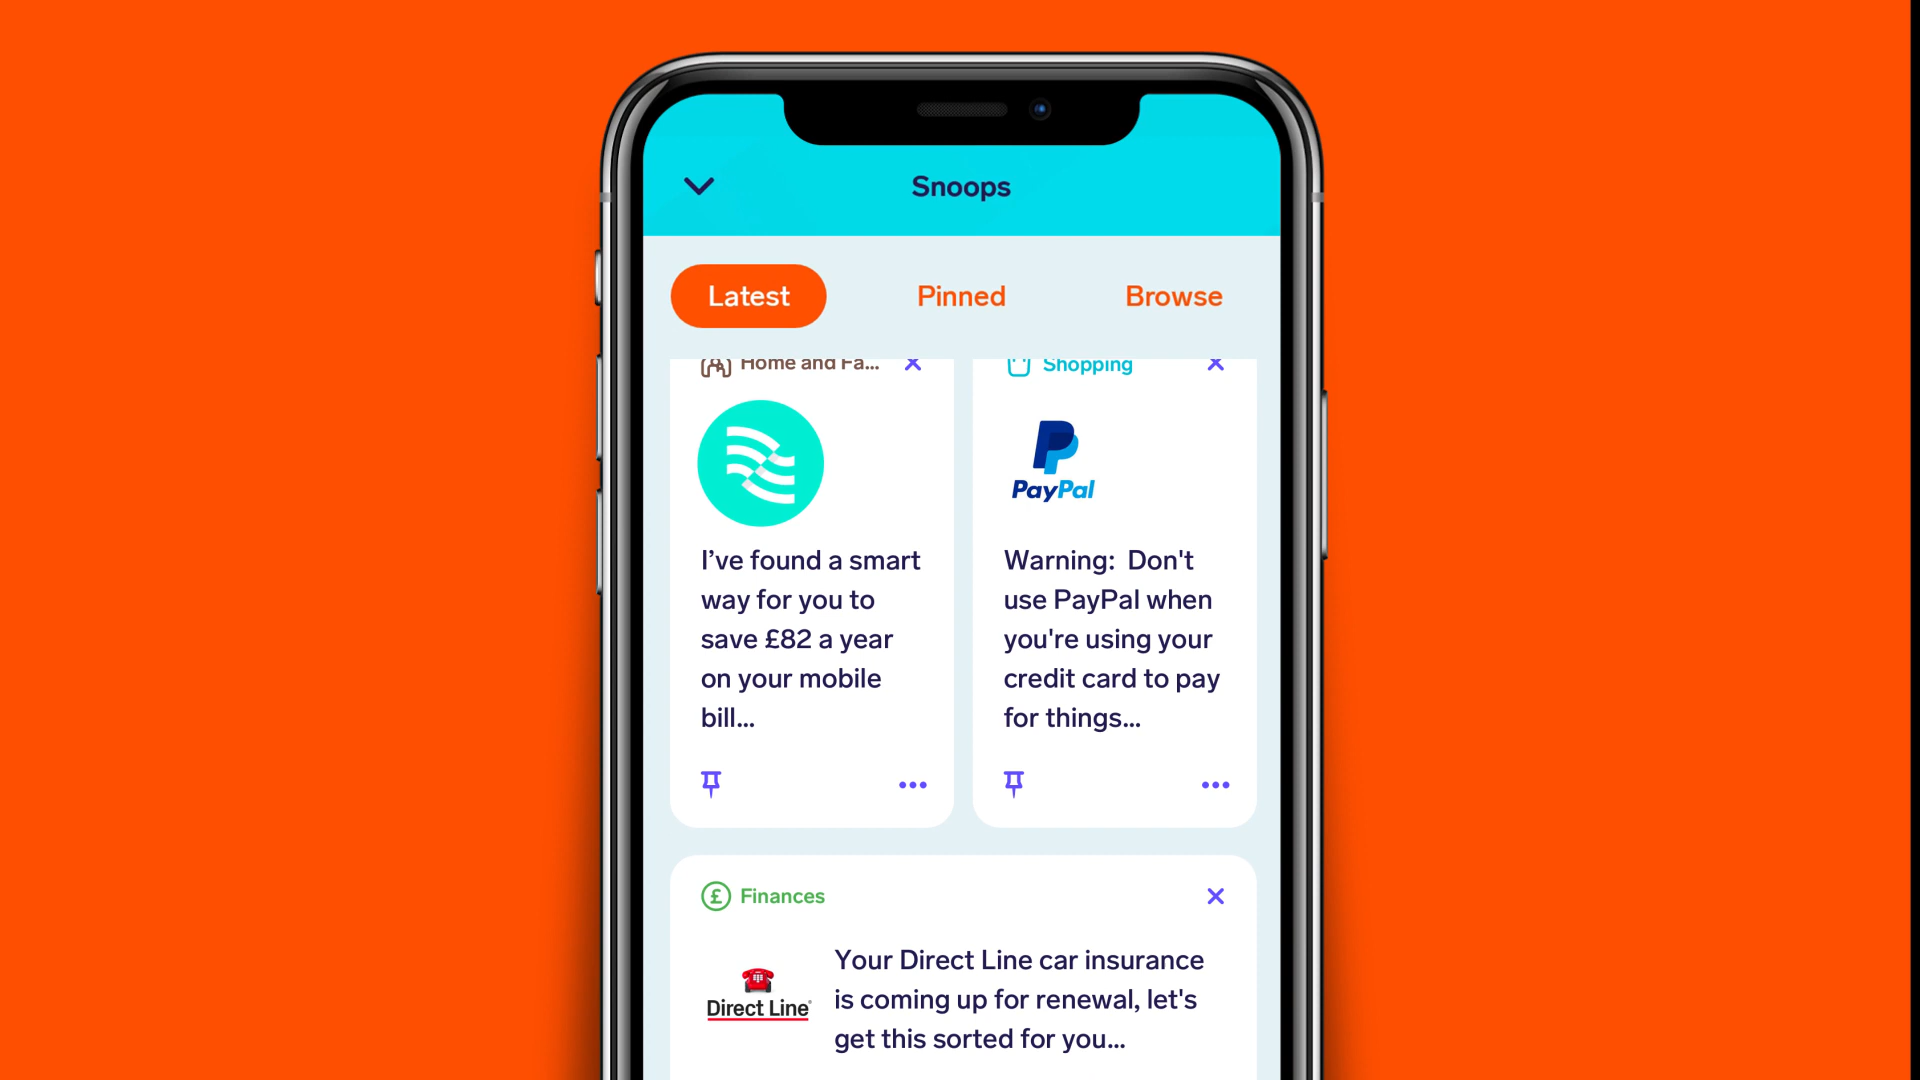 Snoops
Latest
Pinned
Browse
Home and Fa...
Shopping
PayPal
I’ve found a smart
way for you to
save £82 a year
on your mobile
bill...
Warning:  Don't
use PayPal when
you're using your
credit card to pay
for things...
£ Finances
Direct Line
Your Direct Line car insurance
is coming up for renewal, let's
get this sorted for you...